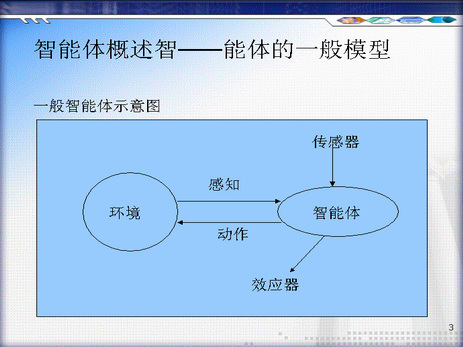 智能体概述智——能体的一般模型
一般智能体示意图
传感器
感知
环境
智能体
动作
效应器
3